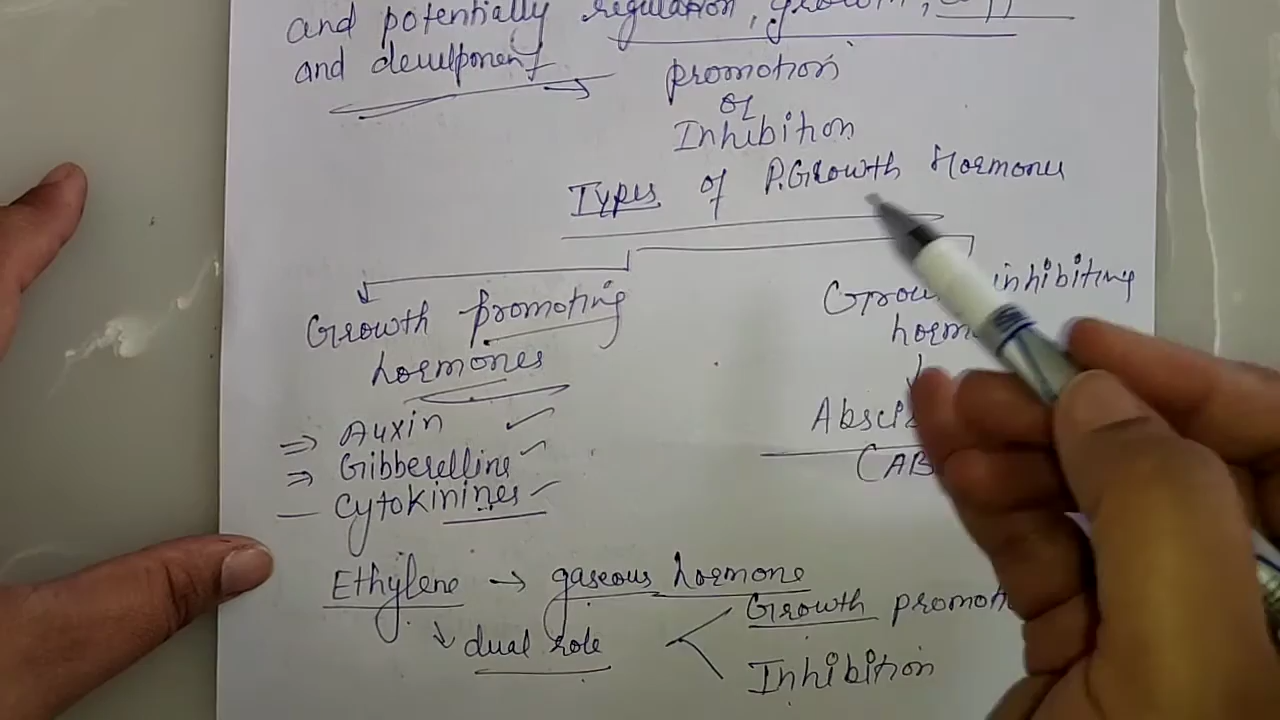 and potentially regulation, growth,
and development
promotion
or
Inhibition
Types of P.Growth Hormones
Growth promoting
hormones
inhibiting
=> Auxin ✓
=> Gibberelline ✓
— Cytokinines ✓
Ethylene → gaseous hormone
↓ dual role
Growth
Inhibition